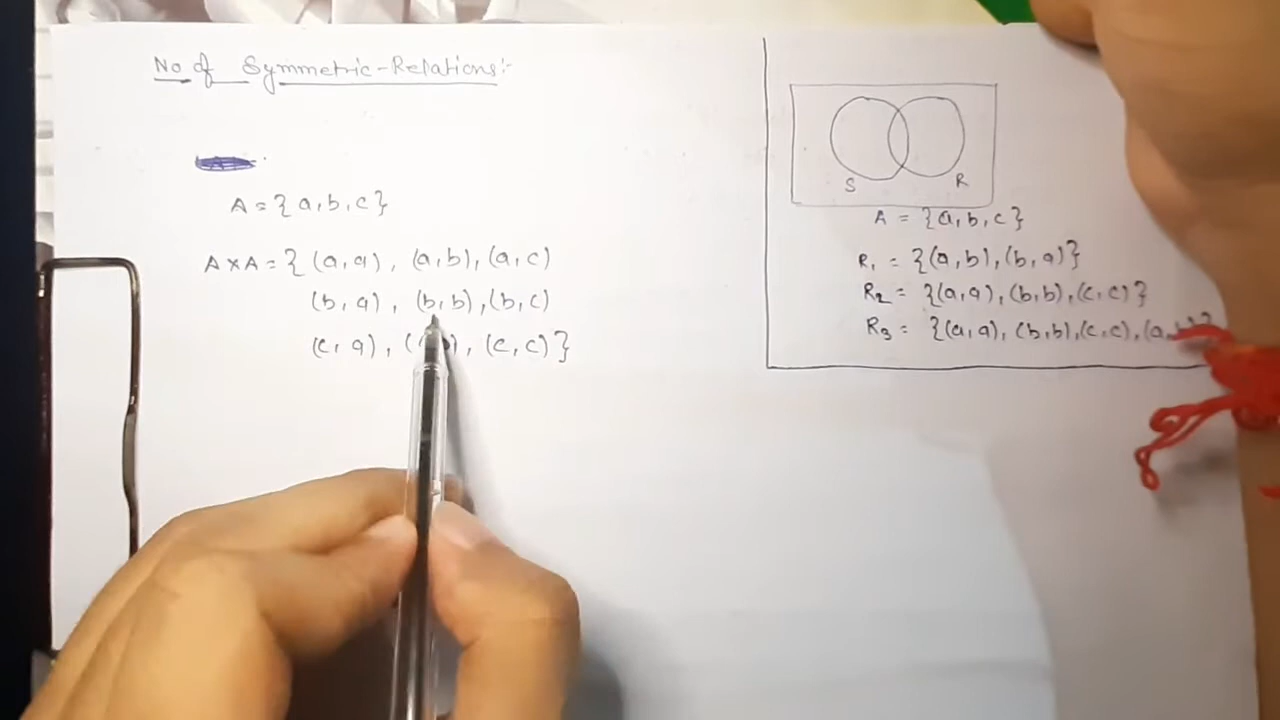 No of Symmetric-Relations:-
A = {a, b, c}
A x A = { (a, a), (a, b), (a, c)
(b, a), (b, b), (b, c)
(c, a), ( b), (c, c) }
S R
A = {a, b, c}
R1 = {(a, b), (b, a)}
R2 = {(a, a), (b, b), (c, c)}
R3 = {(a, a), (b, b), (c, c), (a,